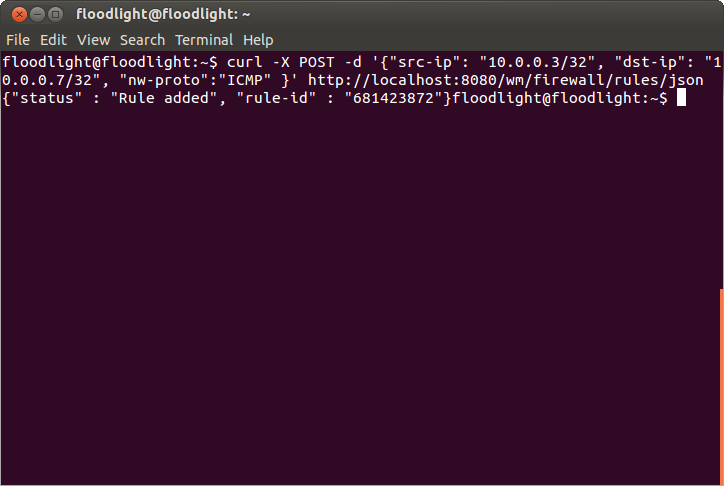 floodlight@floodlight: ~
File Edit View Search Terminal Help
floodlight@floodlight:~$ curl -X POST -d '{"src-ip": "10.0.0.3/32", "dst-ip": "1
0.0.0.7/32", "nw-proto":"ICMP" }' http://localhost:8080/wm/firewall/rules/json
{"status" : "Rule added", "rule-id" : "681423872"}floodlight@floodlight:~$